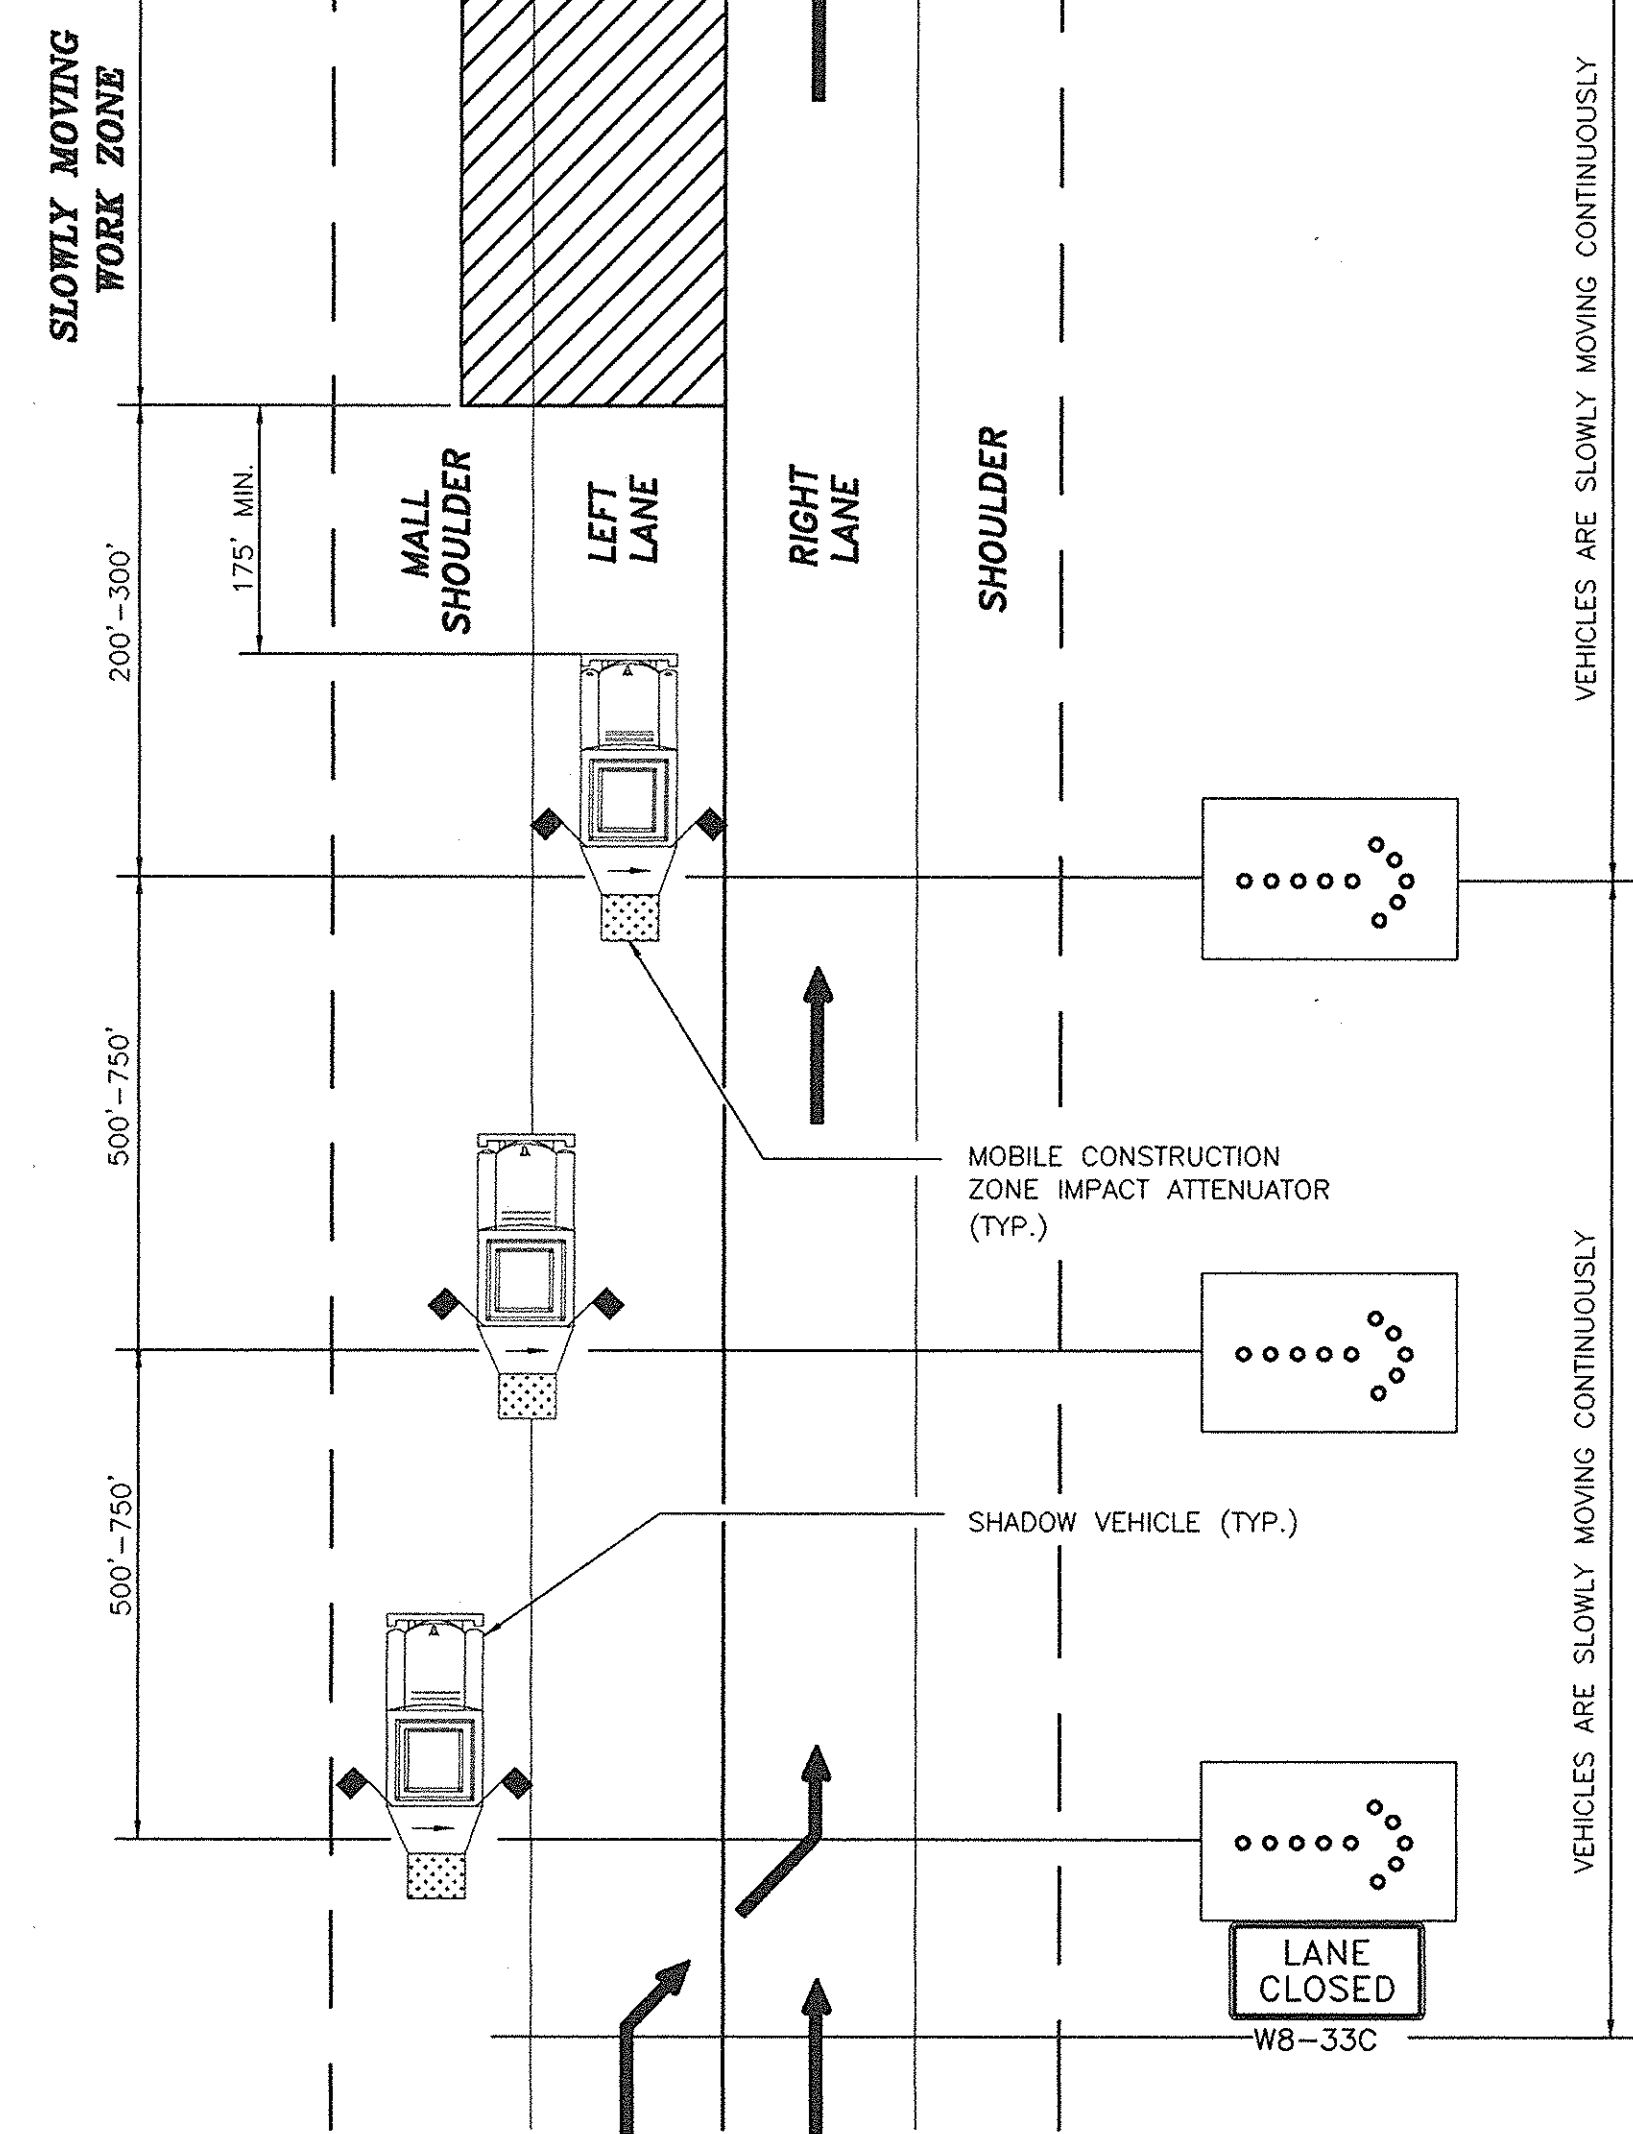 SLOWLY MOVING
WORK ZONE
VEHICLES ARE SLOWLY MOVING CONTINUOUSLY
200'-300'
175' MIN.
MALL
SHOULDER
LEFT
LANE
RIGHT
LANE
SHOULDER
500'-750'
MOBILE CONSTRUCTION
ZONE IMPACT ATTENUATOR
(TYP.)
500'-750'
SHADOW VEHICLE (TYP.)
VEHICLES ARE SLOWLY MOVING CONTINUOUSLY
LANE
CLOSED
W8-33C